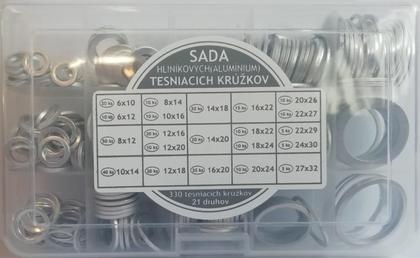 SADA
HLINÍKOVÝCH(ALUMINIUM)
TESNIACICH KRÚŽKOV
6x10 8x14 14x18 16x22 20x26
6x12 10x16 22x27
8x12 12x16 14x20 18x22 22x29
12x20 18x24 24x30
10x14 12x18 16x20 20x24 27x32
330 tesniacich krúžkov
21 druhov